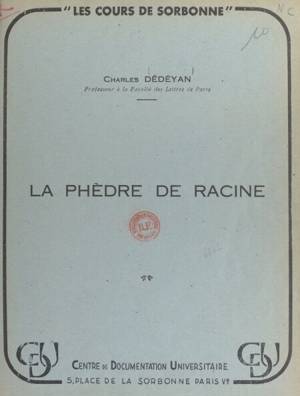 "LES COURS DE SORBONNE"
CHARLES DÉDÉYAN
Professeur à la Faculté des Lettres de Paris
LA PHÈDRE DE RACINE
B.F.
CDU
CDU
CENTRE DE DOCUMENTATION UNIVERSITAIRE
5, PLACE DE LA SORBONNE PARIS Vᵉ